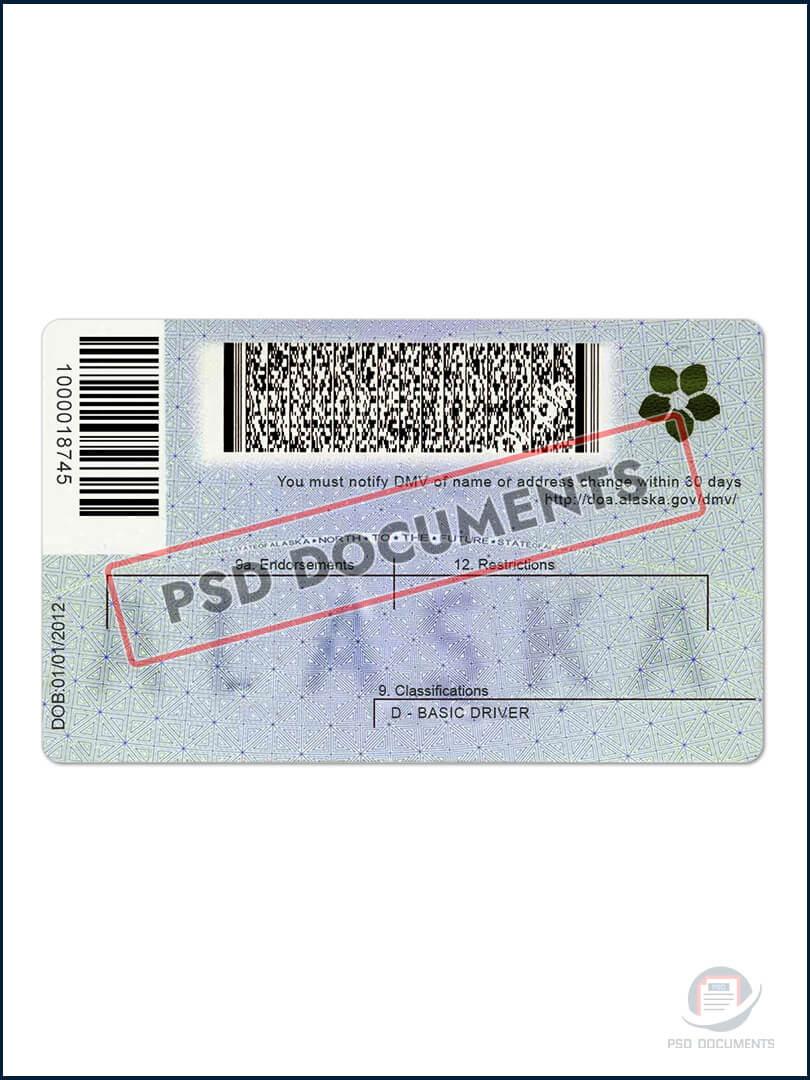 1000018745
You must notify DMV of name or address change within 30 days
http://doa.alaska.gov/dmv/
STATE OF ALASKA★NORTH★TO★THE★FUTURE★STATE OF
PSD DOCUMENTS
9a. Endorsements
12. Restrictions
ALASKA
DOB:01/01/2012
9. Classifications
D - BASIC DRIVER
PSD
PSD DOCUMENTS